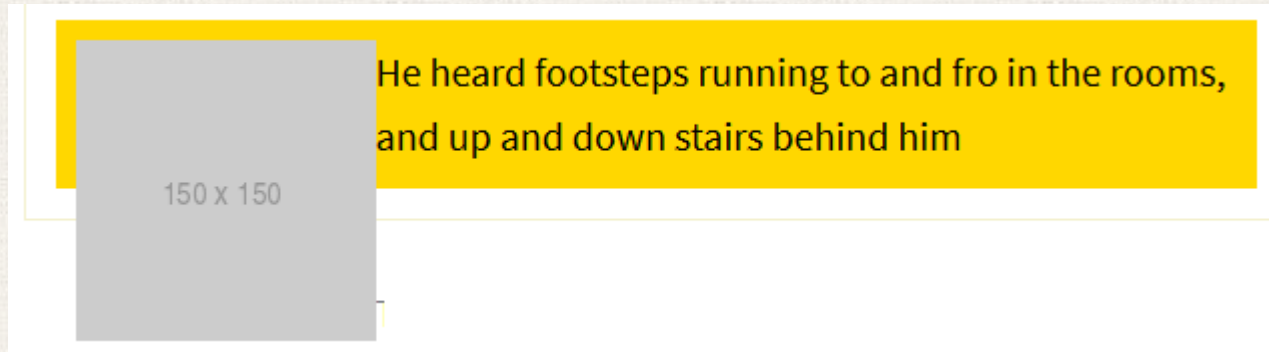 He heard footsteps running to and fro in the rooms,
and up and down stairs behind him
150 x 150